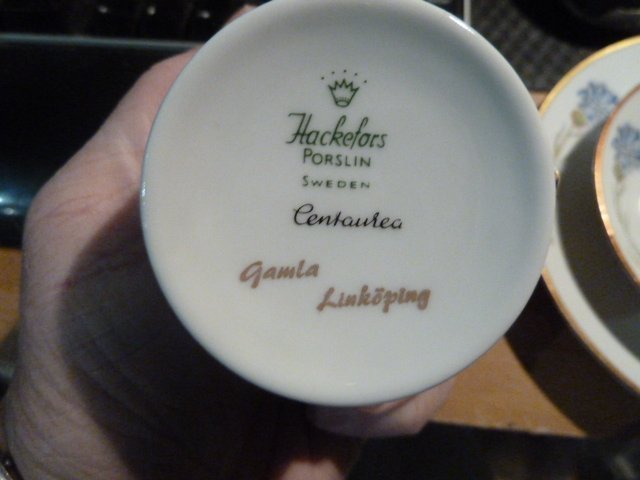 Hackefors
PORSLIN
SWEDEN
Centaurea
Gamla
Linköping